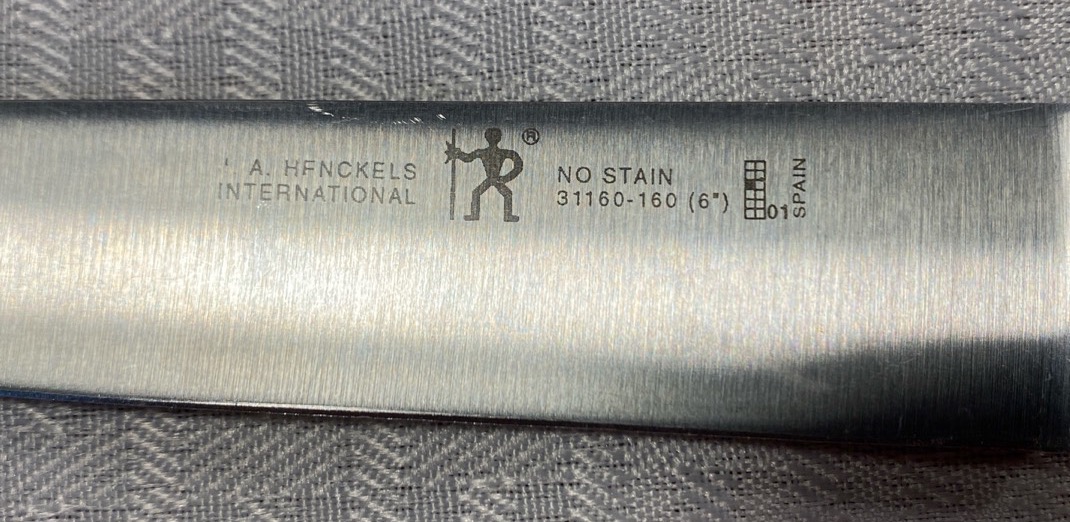 J. A. HENCKELS
INTERNATIONAL
®
NO STAIN
31160-160 (6")
01
SPAIN